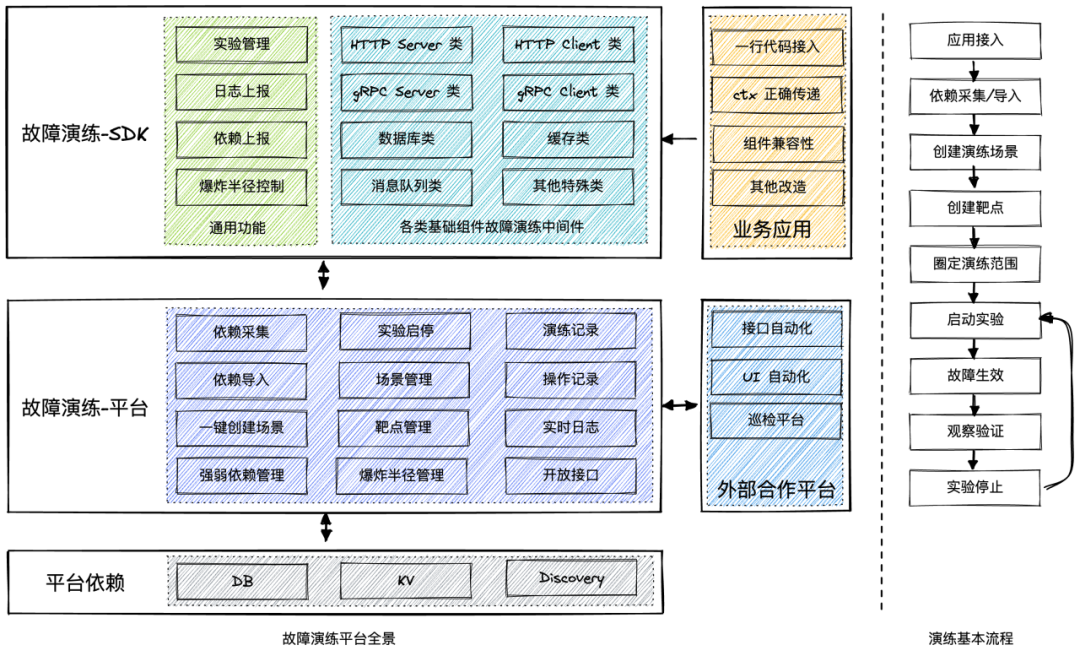 故障演练-SDK
实验管理
日志上报
依赖上报
爆炸半径控制
通用功能
HTTP Server 类
HTTP Client 类
gRPC Server 类
gRPC Client 类
数据库类
缓存类
消息队列类
其他特殊类
各类基础组件故障演练中间件
一行代码接入
ctx 正确传递
组件兼容性
其他改造
业务应用
故障演练-平台
依赖采集
实验启停
演练记录
依赖导入
场景管理
操作记录
一键创建场景
靶点管理
实时日志
强弱依赖管理
爆炸半径管理
开放接口
接口自动化
UI 自动化
巡检平台
外部合作平台
平台依赖
DB
KV
Discovery
故障演练平台全景
应用接入
依赖采集/导入
创建演练场景
创建靶点
圈定演练范围
启动实验
故障生效
观察验证
实验停止
演练基本流程